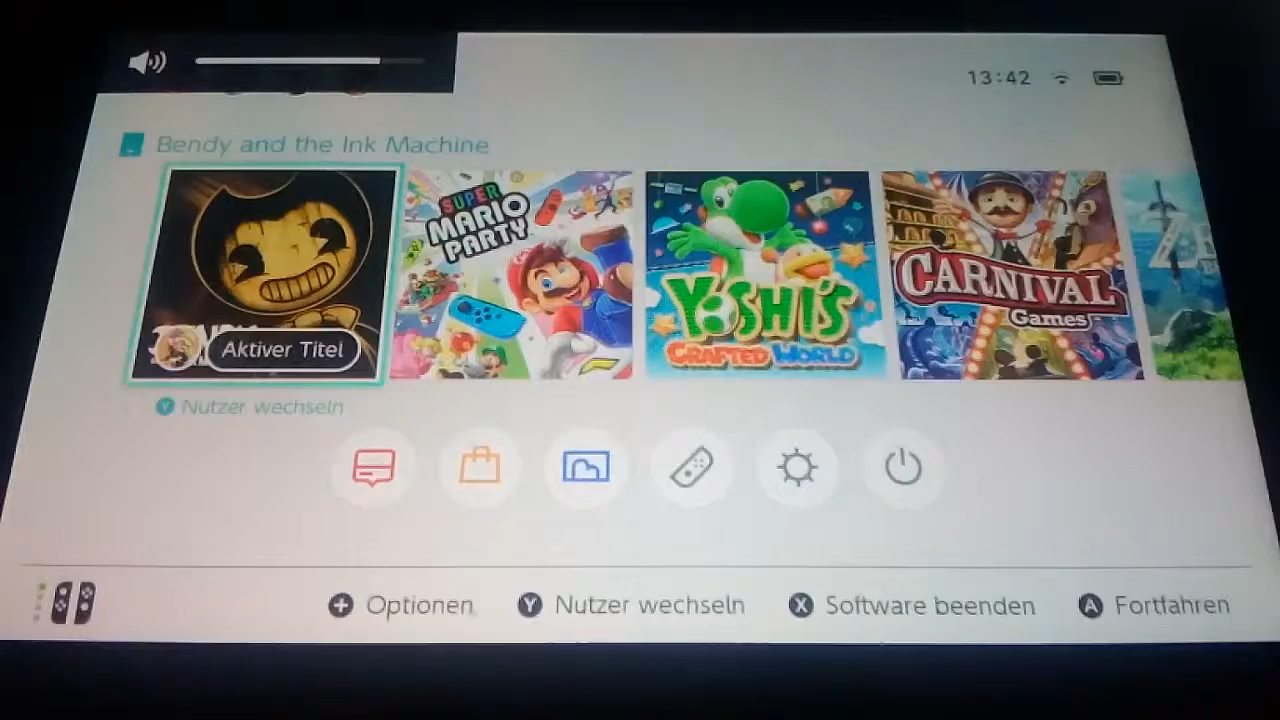 13:42
Bendy and the Ink Machine
Aktiver Titel
SUPER
MARIO
PARTY
YOSHI'S
CRAFTED WORLD
CARNIVAL
Games
ZE
Y Nutzer wechseln
+ Optionen
Y Nutzer wechseln
X Software beenden
A Fortfahren